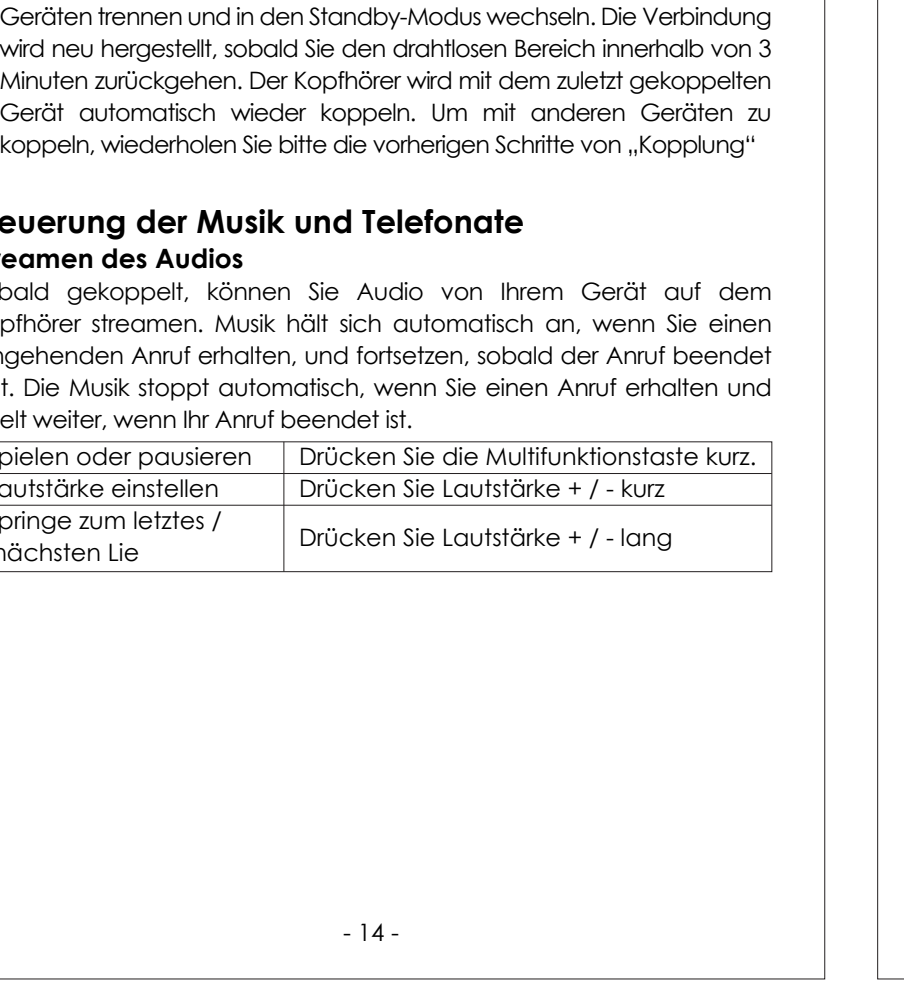 Geräten trennen und in den Standby-Modus wechseln. Die Verbindung
wird neu hergestellt, sobald Sie den drahtlosen Bereich innerhalb von 3
Minuten zurückgehen. Der Kopfhörer wird mit dem zuletzt gekoppelten
Gerät automatisch wieder koppeln. Um mit anderen Geräten zu
koppeln, wiederholen Sie bitte die vorherigen Schritte von „Kopplung“
euerung der Musik und Telefonate
reamen des Audios
bald gekoppelt, können Sie Audio von Ihrem Gerät auf dem
pfhörer streamen. Musik hält sich automatisch an, wenn Sie einen
ngehenden Anruf erhalten, und fortsetzen, sobald der Anruf beendet
t. Die Musik stoppt automatisch, wenn Sie einen Anruf erhalten und
elt weiter, wenn Ihr Anruf beendet ist.
pielen oder pausieren Drücken Sie die Multifunktionstaste kurz.
autstärke einstellen Drücken Sie Lautstärke + / - kurz
pringe zum letztes /
nächsten Lie Drücken Sie Lautstärke + / - lang
- 14 -